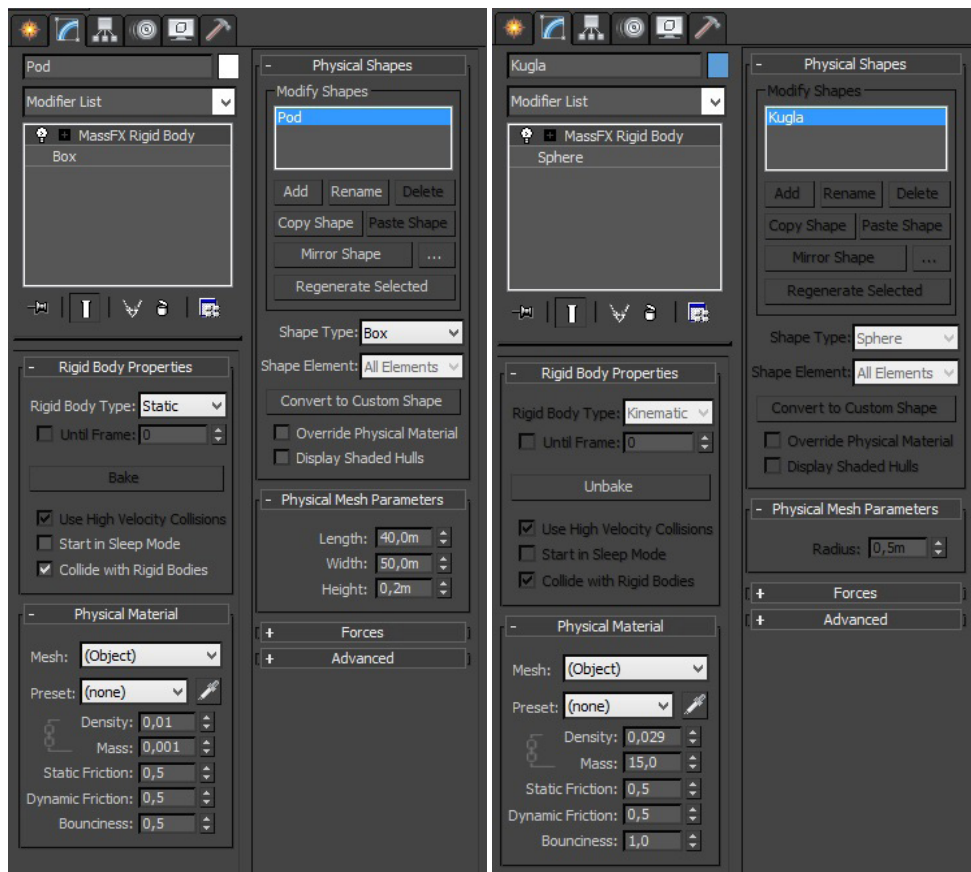 Pod
Modifier List
MassFX Rigid Body
Box
- Rigid Body Properties
Rigid Body Type: Static
Until Frame: 0
Bake
Use High Velocity Collisions
Start in Sleep Mode
Collide with Rigid Bodies
- Physical Material
Mesh: (Object)
Preset: (none)
Density: 0,01
Mass: 0,001
Static Friction: 0,5
Dynamic Friction: 0,5
Bounciness: 0,5
- Physical Shapes
Modify Shapes
Pod
Add Rename Delete
Copy Shape Paste Shape
Mirror Shape ...
Regenerate Selected
Shape Type: Box
Shape Element: All Elements
Convert to Custom Shape
Override Physical Material
Display Shaded Hulls
- Physical Mesh Parameters
Length: 40,0m
Width: 50,0m
Height: 0,2m
+ Forces
+ Advanced
Kugla
Modifier List
MassFX Rigid Body
Sphere
- Rigid Body Properties
Rigid Body Type: Kinematic
Until Frame: 0
Unbake
Use High Velocity Collisions
Start in Sleep Mode
Collide with Rigid Bodies
- Physical Material
Mesh: (Object)
Preset: (none)
Density: 0,029
Mass: 15,0
Static Friction: 0,5
Dynamic Friction: 0,5
Bounciness: 1,0
- Physical Shapes
Modify Shapes
Kugla
Add Rename Delete
Copy Shape Paste Shape
Mirror Shape ...
Regenerate Selected
Shape Type: Sphere
Shape Element: All Elements
Convert to Custom Shape
Override Physical Material
Display Shaded Hulls
- Physical Mesh Parameters
Radius: 0,5m
+ Forces
+ Advanced